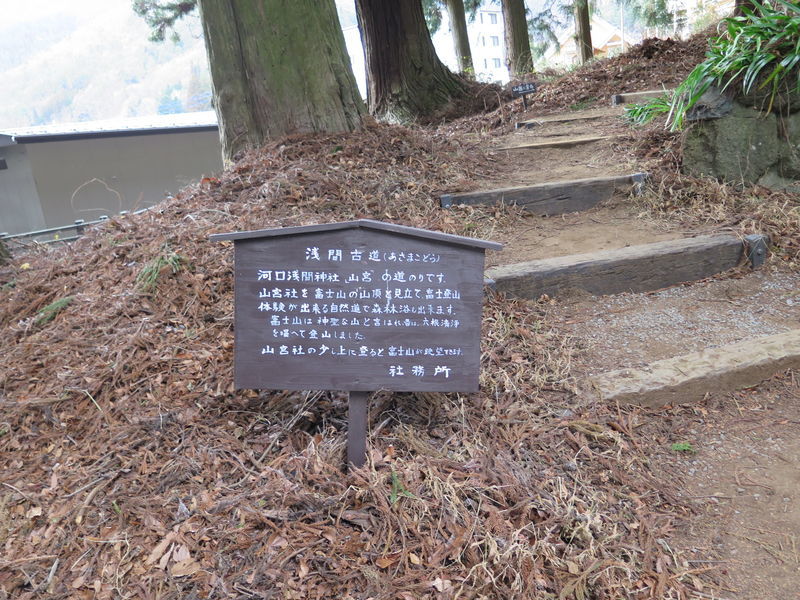 浅間古道(あさまこどう)
河口浅間神社「山宮」の道のりです。
山宮社を富士山の山頂と見立て、富士登山
体験が出来る自然道で森林浴も出来ます。
富士山は神聖な山と言はれ昔は、六根清浄
を唱へて登山しました。
山宮社の少し上に登ると富士山が眺望できます。
社務所